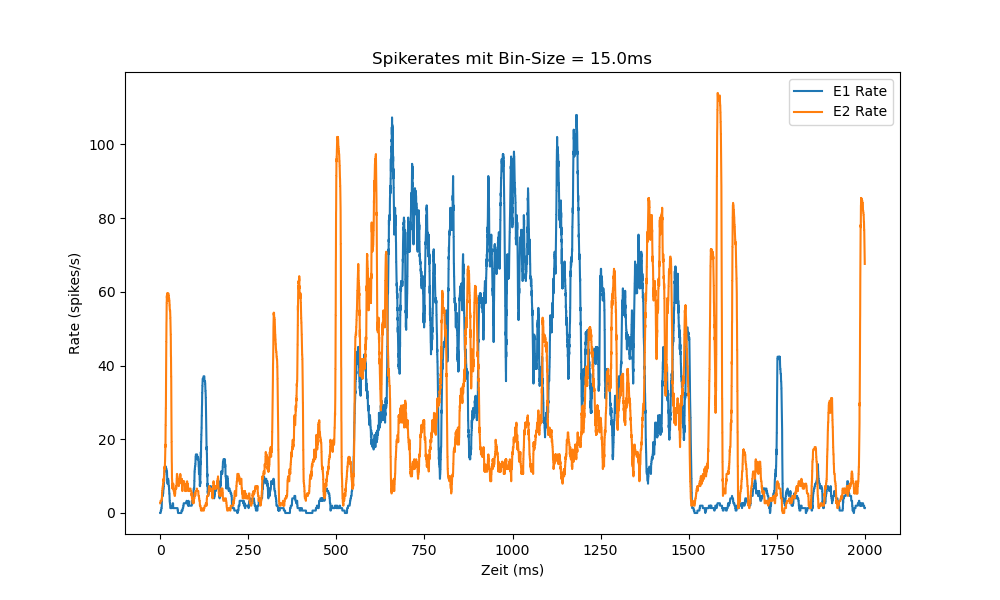 Spikerates mit Bin-Size = 15.0ms
E1 Rate
E2 Rate
Rate (spikes/s)
100
80
60
40
20
0
0 250 500 750 1000 1250 1500 1750 2000
Zeit (ms)